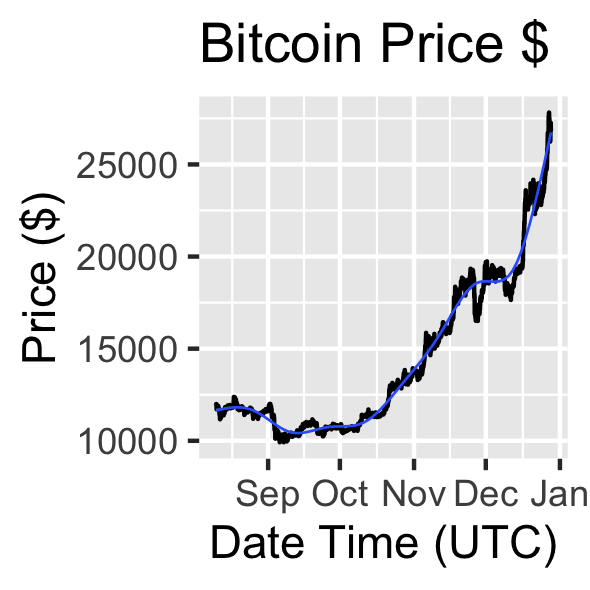 Bitcoin Price $
Price ($)
25000
20000
15000
10000
Sep Oct Nov Dec Jan
Date Time (UTC)